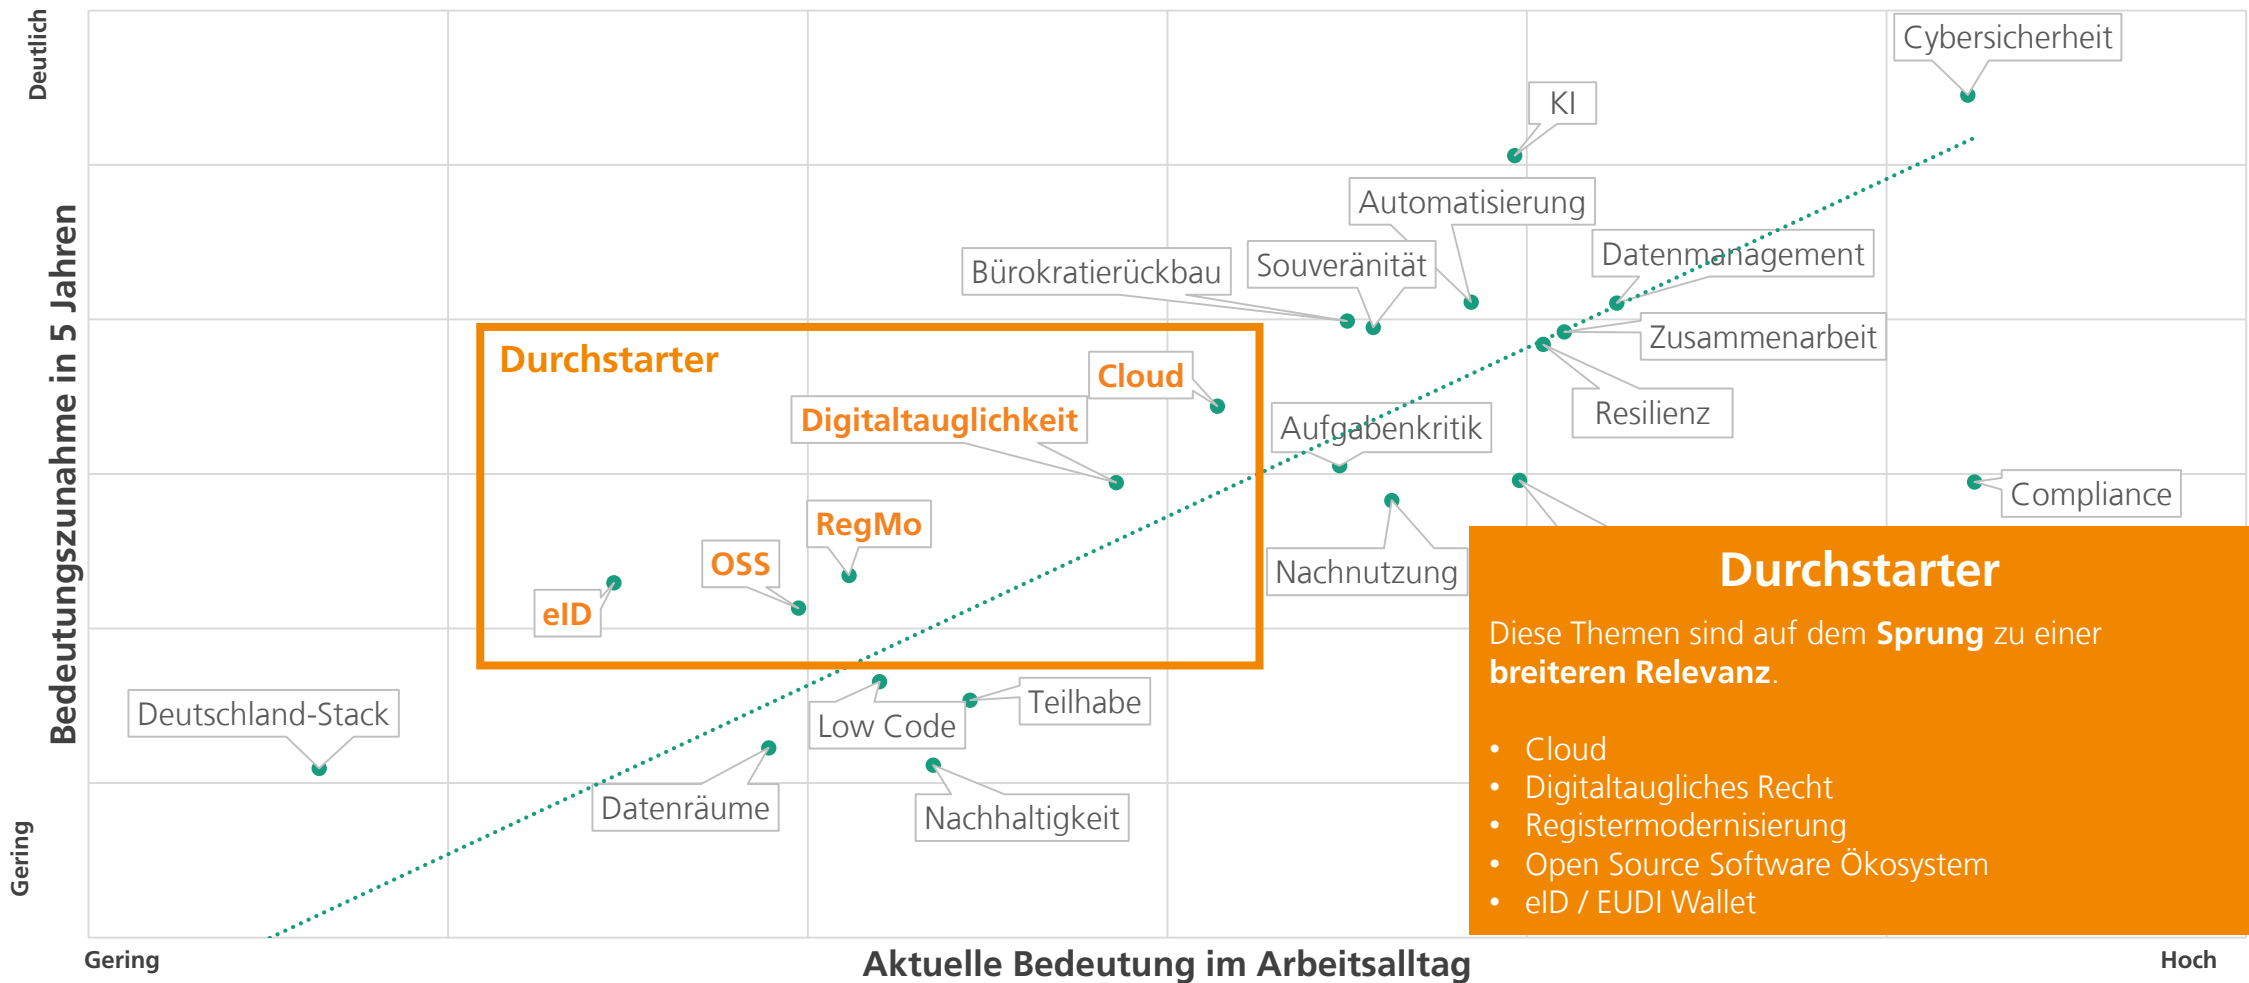 Deutlich
Bedeutungszunahme in 5 Jahren
Gering
Cybersicherheit
KI
Automatisierung
Bürokratierückbau
Souveränität
Datenmanagement
Zusammenarbeit
Resilienz
Durchstarter
Cloud
Digitaltauglichkeit
Aufgabenkritik
Compliance
RegMo
OSS
eID
Nachnutzung
Deutschland-Stack
Low Code
Teilhabe
Datenräume
Nachhaltigkeit
Durchstarter
Diese Themen sind auf dem Sprung zu einer
breiteren Relevanz.
• Cloud
• Digitaltaugliches Recht
• Registermodernisierung
• Open Source Software Ökosystem
• eID / EUDI Wallet
Gering
Aktuelle Bedeutung im Arbeitsalltag
Hoch